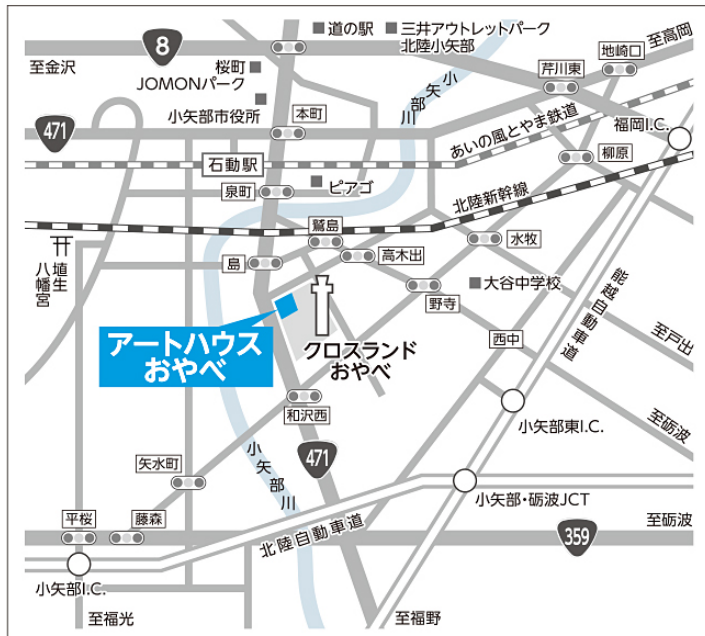 8
道の駅
三井アウトレットパーク
北陸小矢部
至高岡
地崎口
至金沢
桜町
JOMONパーク
小矢部川
芹川東
小矢部市役所
本町
471
あいの風とやま鉄道
福岡I.C.
石動駅
柳原
泉町
ピアゴ
北陸新幹線
鷲島
水牧
埴生
八幡宮
島
高木出
大谷中学校
野寺
能越自動車道
アートハウス
おやべ
クロスランド
おやべ
西中
至戸出
和沢西
小矢部東I.C.
至砺波
小矢部川
471
矢水町
小矢部・砺波JCT
平桜
藤森
北陸自動車道
359
至砺波
小矢部I.C.
至福光
至福野